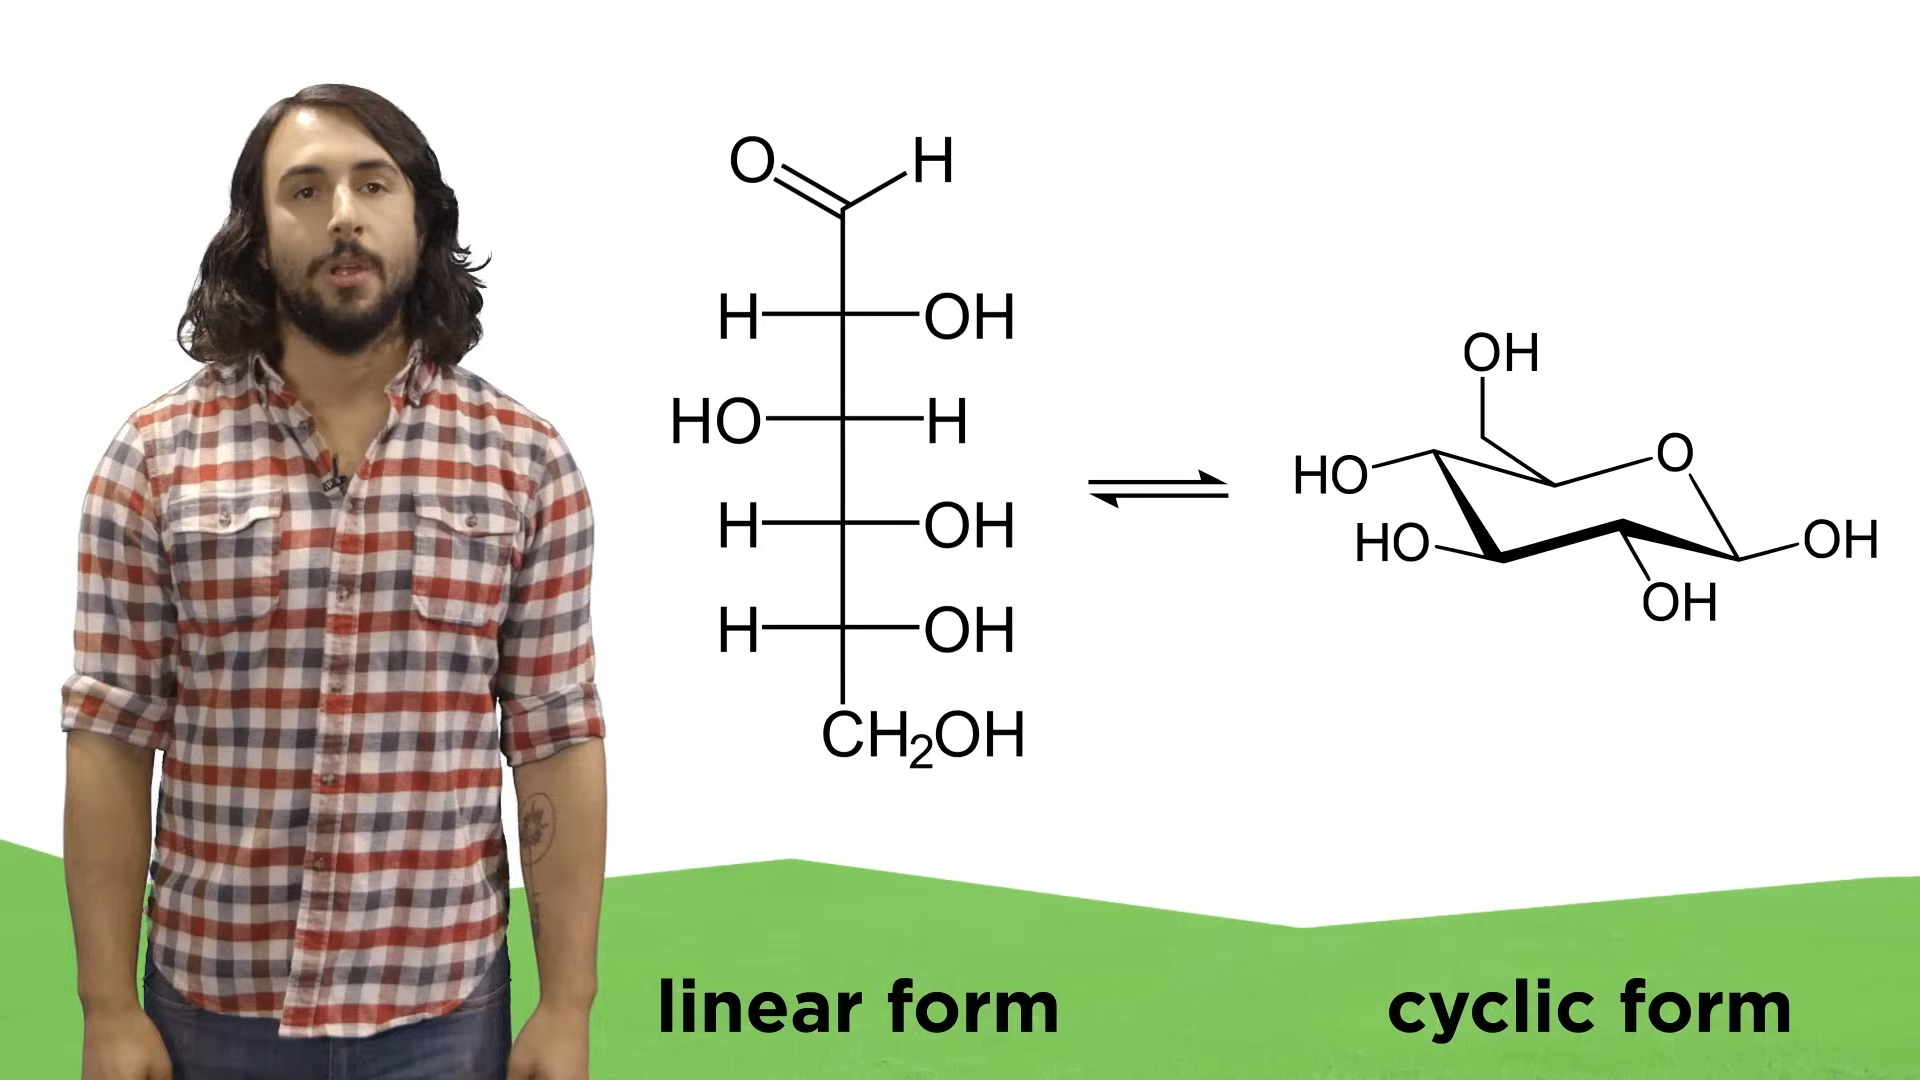 O H
H OH
HO H
H OH
H OH
CH2OH
OH
O
HO
HO OH
OH
linear form
cyclic form